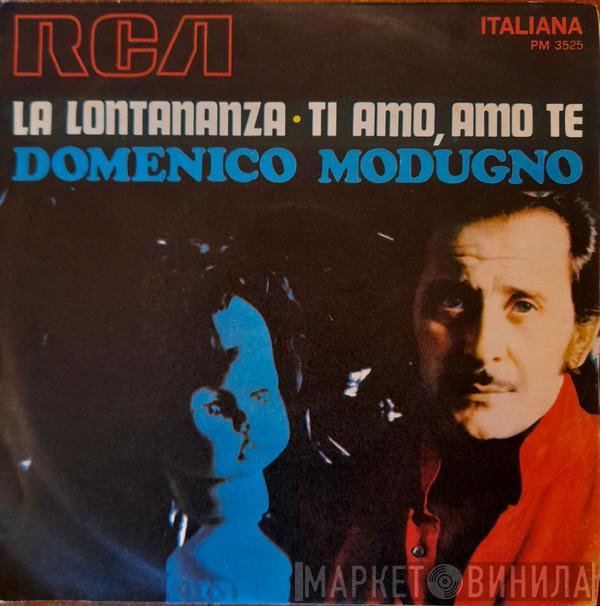 RCA
ITALIANA
PM 3525
LA LONTANANZA · TI AMO, AMO TE
DOMENICO MODUGNO
МАРКЕТ ВИНИЛА